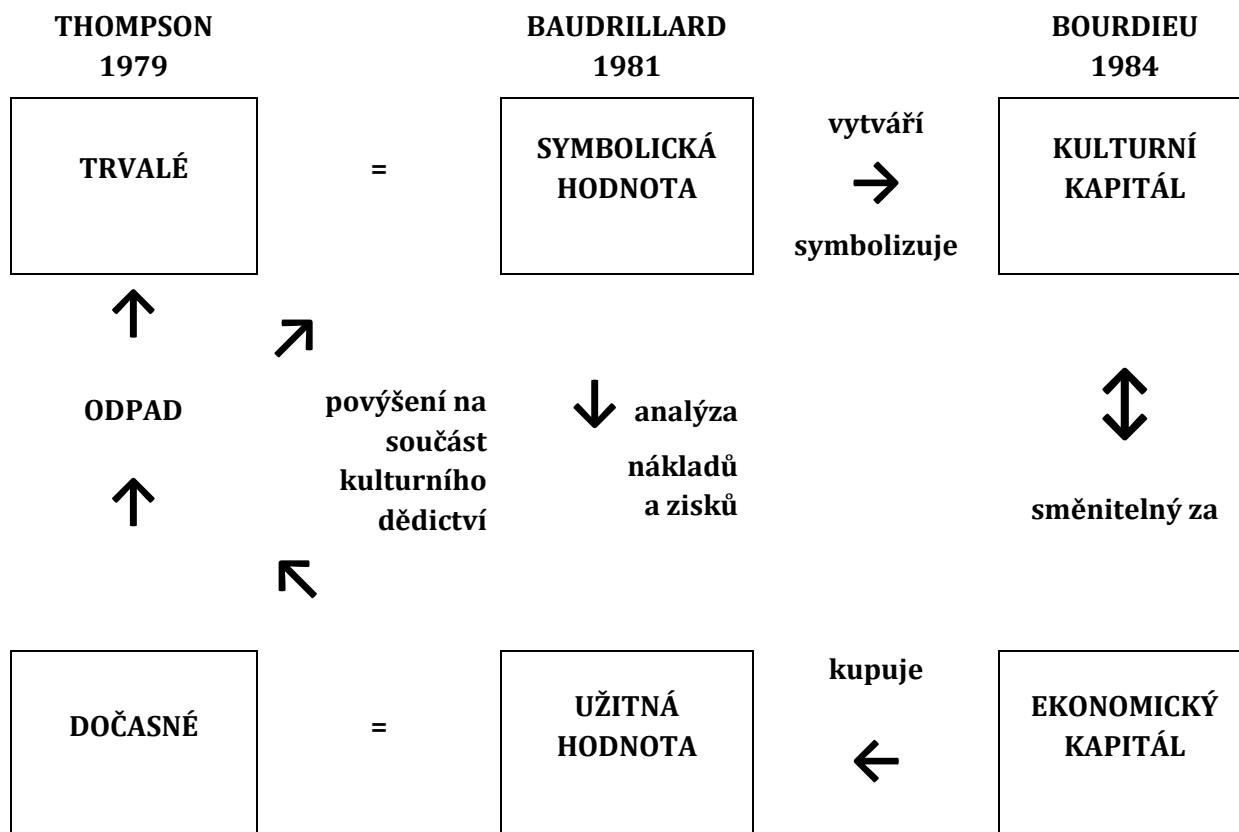 THOMPSON
1979
BAUDRILLARD
1981
BOURDIEU
1984
TRVALÉ
=
SYMBOLICKÁ
HODNOTA
vytváří
→
symbolizuje
KULTURNÍ
KAPITÁL
↑
ODPAD
↑
↗
povýšení na
součást
kulturního
dědictví
↖
↓ analýza
nákladů
a zisků
↕
směnitelný za
DOČASNÉ
=
UŽITNÁ
HODNOTA
kupuje
←
EKONOMICKÝ
KAPITÁL